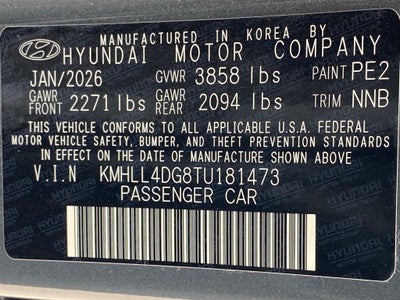 MANUFACTURED IN KOREA BY
HYUNDAI MOTOR COMPANY
JAN/2026 GVWR 3858 lbs PAINT PE2
GAWR FRONT 2271 lbs GAWR REAR 2094 lbs TRIM NNB
THIS VEHICLE CONFORMS TO ALL APPLICABLE U.S.A. FEDERAL
MOTOR VEHICLE SAFETY, BUMPER, AND THEFT PREVENTION STANDARDS
IN EFFECT ON THE DATE OF MANUFACTURE SHOWN ABOVE
V.I.N KMHLL4DG8TU181473
PASSENGER CAR